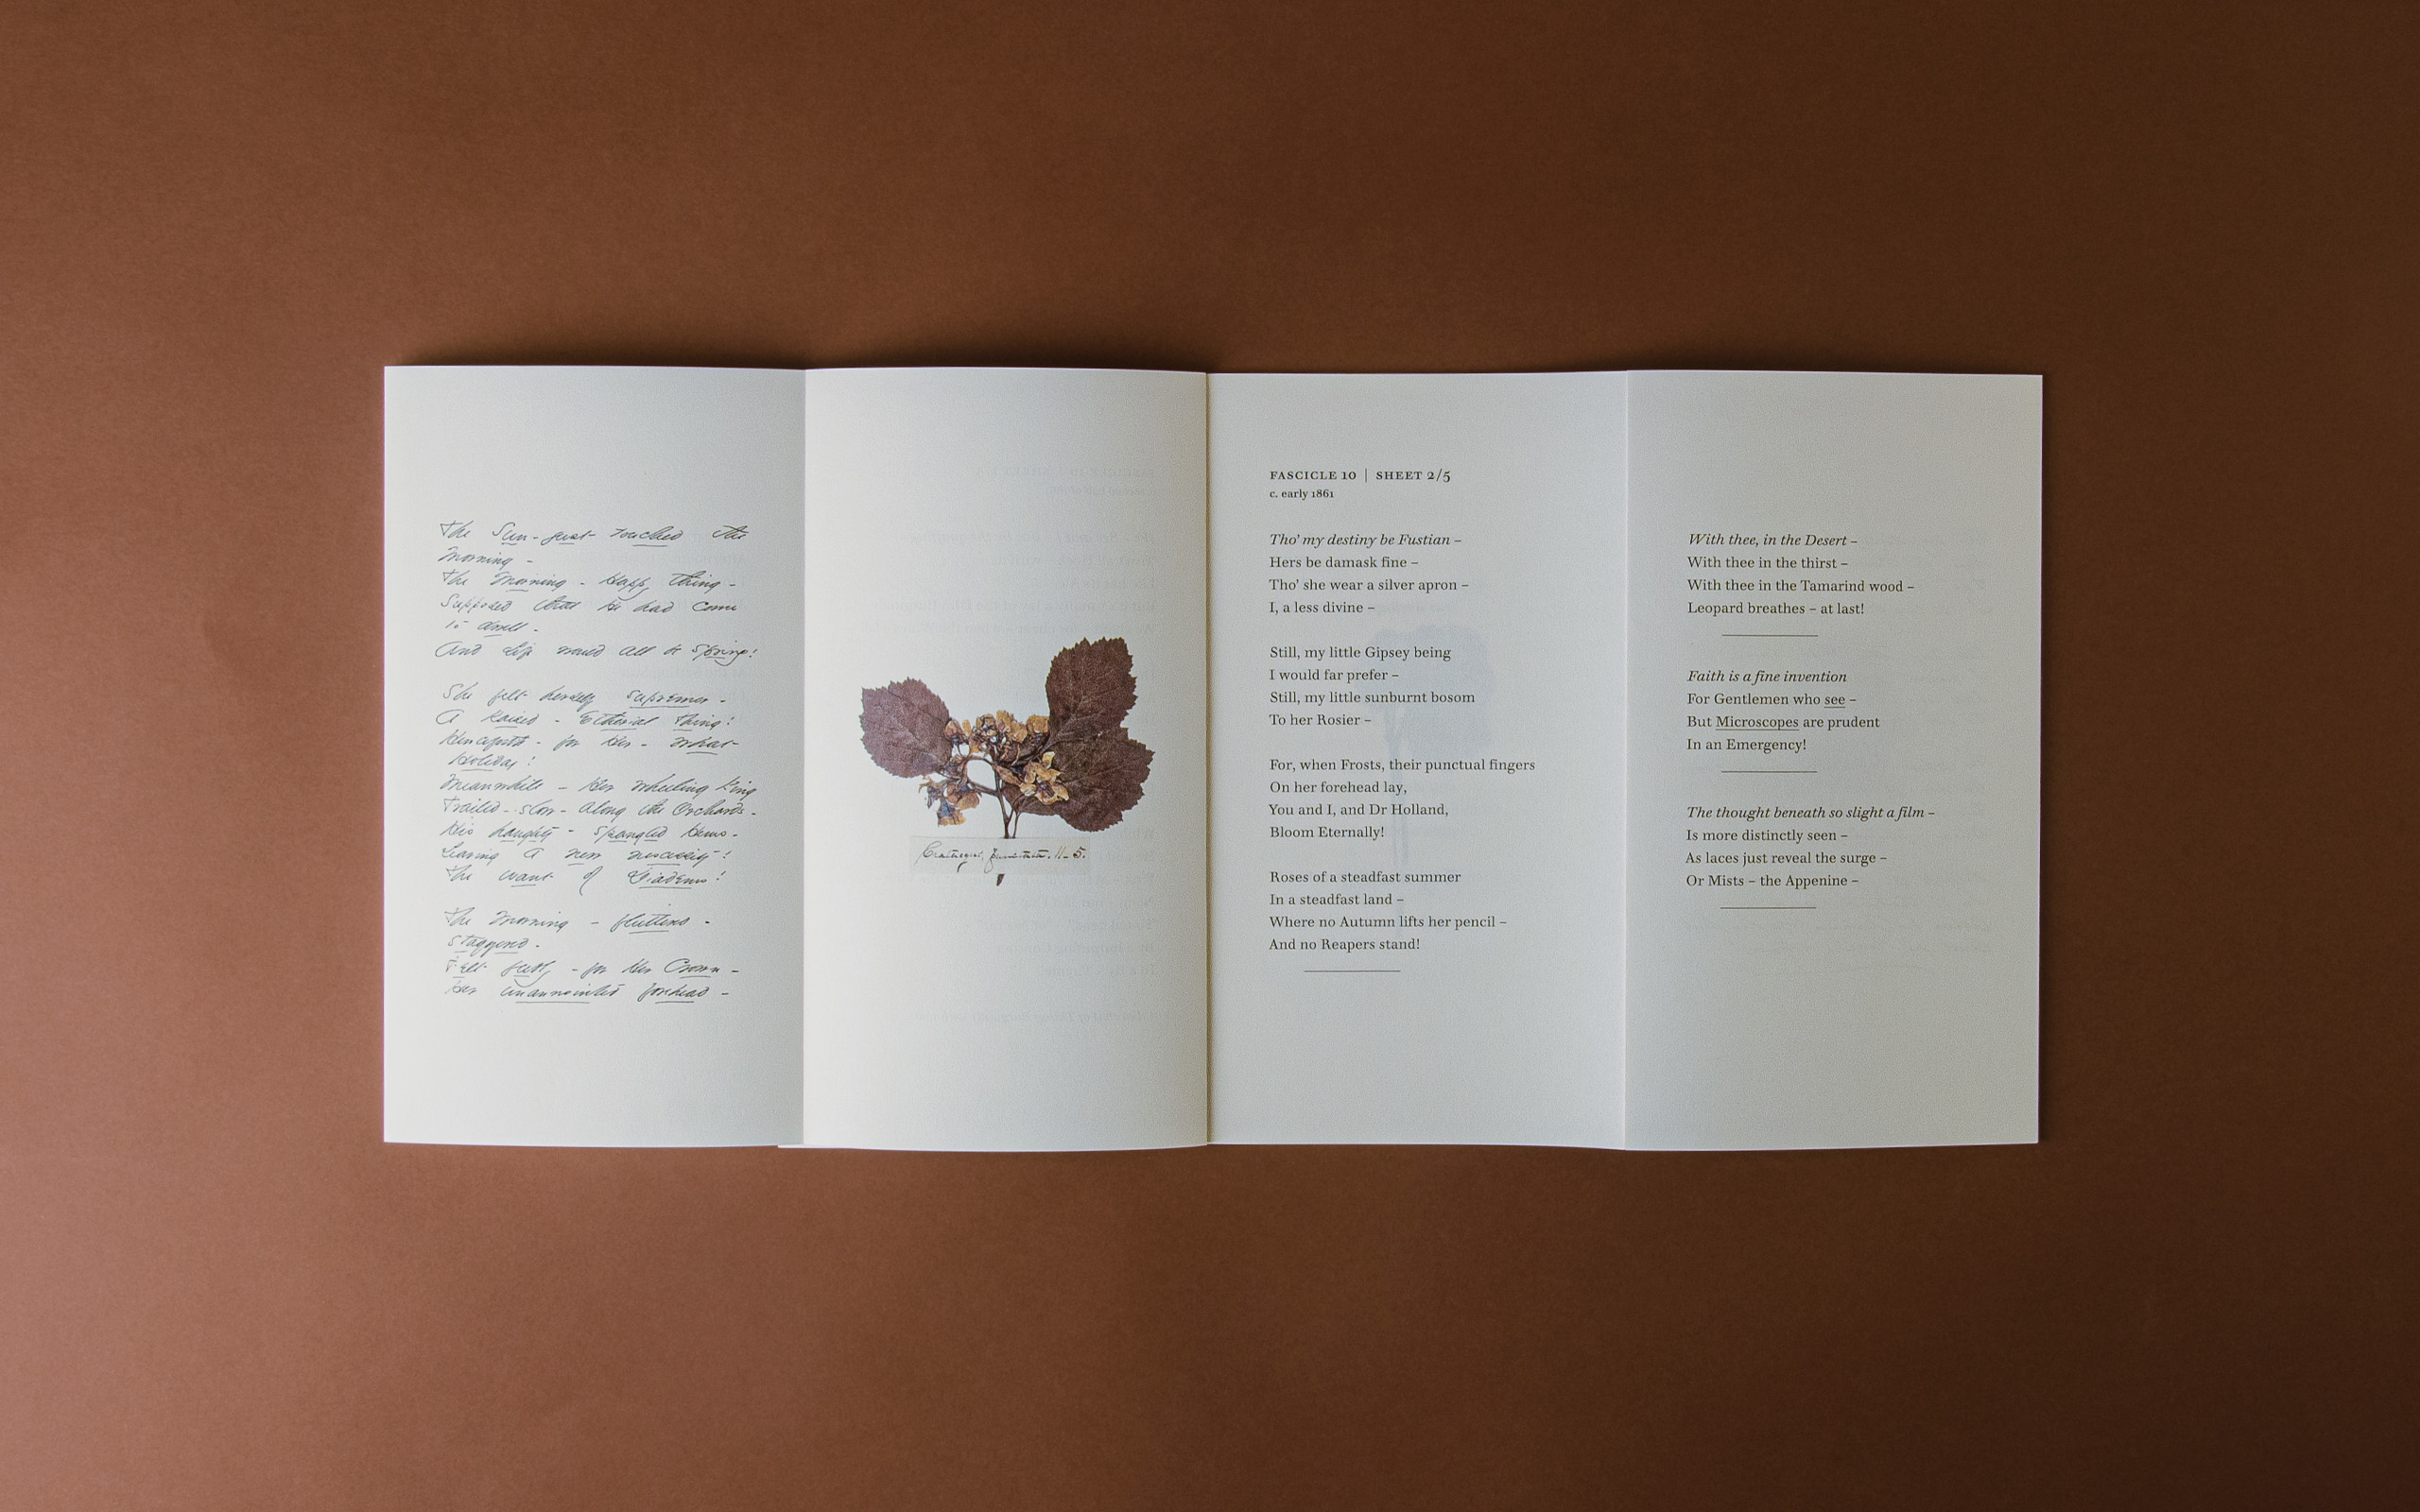 The Sun - just touched the
Morning -
The Morning - Happy thing -
Supposed that He had come
to dwell -
And Life would all be Spring!
She felt herself supremer -
A Raised - Etherial Thing!
Henceforth - for Her - What
Holiday!
Meanwhile - Her wheeling King
Trailed - slow - along the Orchards -
His haughty - spangled Hems -
Leaving a new necessity!
The want of Diadems!
The Morning - fluttered -
staggered -
Felt feebly - for Her Crown -
Her unannointed forehead -
11-5.
FASCICLE 10 | SHEET 2/5
c. early 1861
Tho' my destiny be Fustian –
Hers be damask fine –
Tho' she wear a silver apron –
I, a less divine –
Still, my little Gipsey being
I would far prefer –
Still, my little sunburnt bosom
To her Rosier –
For, when Frosts, their punctual fingers
On her forehead lay,
You and I, and Dr Holland,
Bloom Eternally!
Roses of a steadfast summer
In a steadfast land –
Where no Autumn lifts her pencil –
And no Reapers stand!
With thee, in the Desert –
With thee in the thirst –
With thee in the Tamarind wood –
Leopard breathes – at last!
Faith is a fine invention
For Gentlemen who see –
But Microscopes are prudent
In an Emergency!
The thought beneath so slight a film –
Is more distinctly seen –
As laces just reveal the surge –
Or Mists – the Appenine –